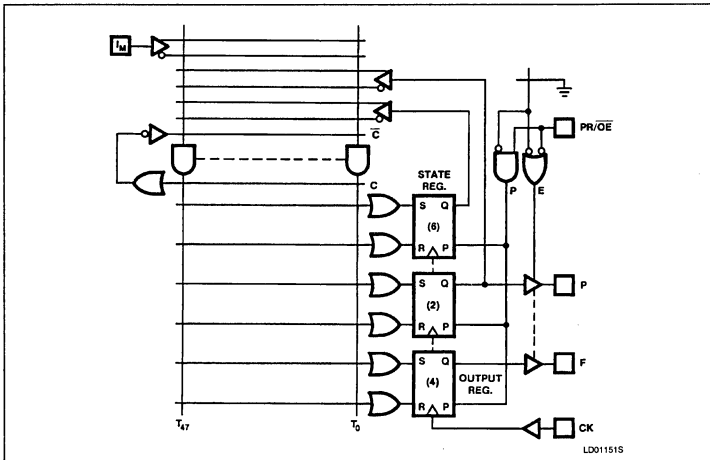 I_M
PR/OE̅
C̅
P E
C
STATE REG.
S Q
(6)
R P
S Q
(2)
R P
P
S Q
(4)
R P
OUTPUT REG.
F
T_47 T_0
CK
LD01151S